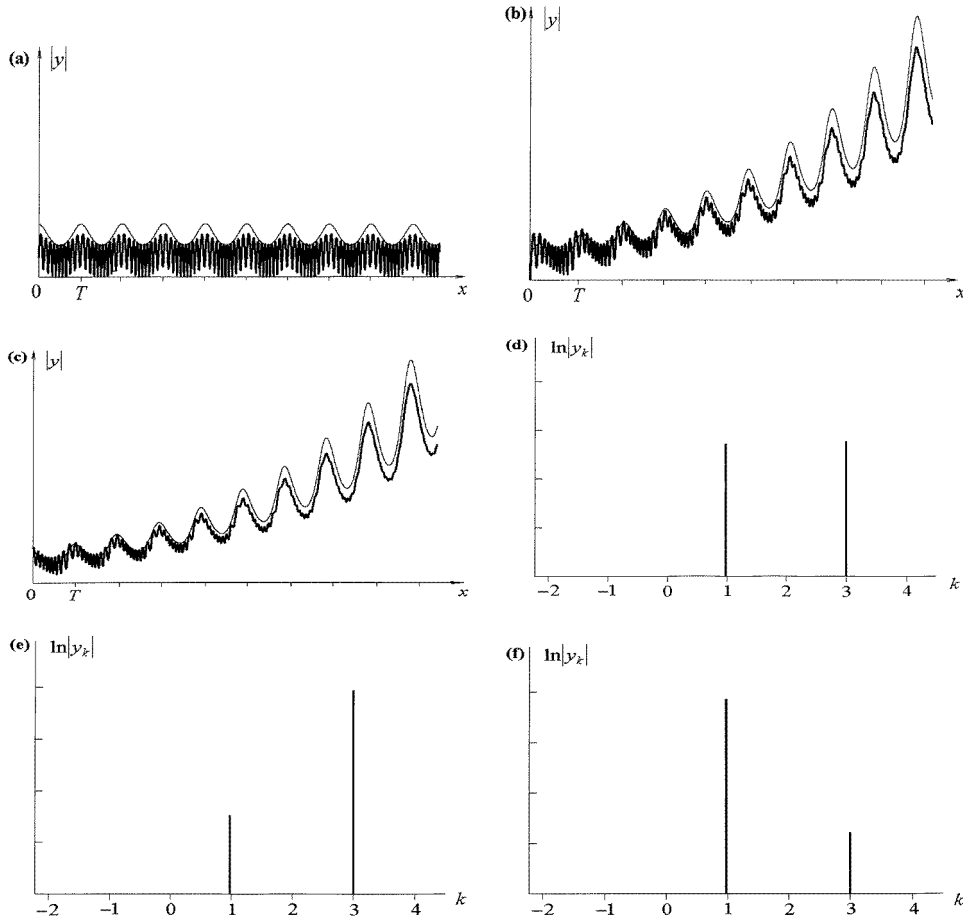 (a) |y|
0 T x
(b) |y|
0 T x
(c) |y|
0 T x
(d) ln|y_k|
−2 −1 0 1 2 3 4 k
(e) ln|y_k|
−2 −1 0 1 2 3 4 k
(f) ln|y_k|
−2 −1 0 1 2 3 4 k